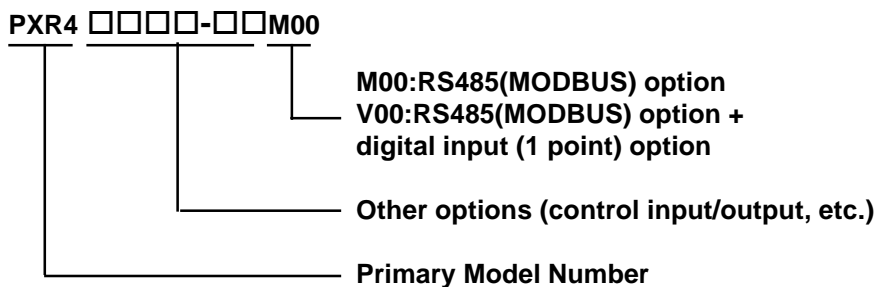 PXR4 □□□□-□□M00
M00:RS485(MODBUS) option
V00:RS485(MODBUS) option +
digital input (1 point) option
Other options (control input/output, etc.)
Primary Model Number